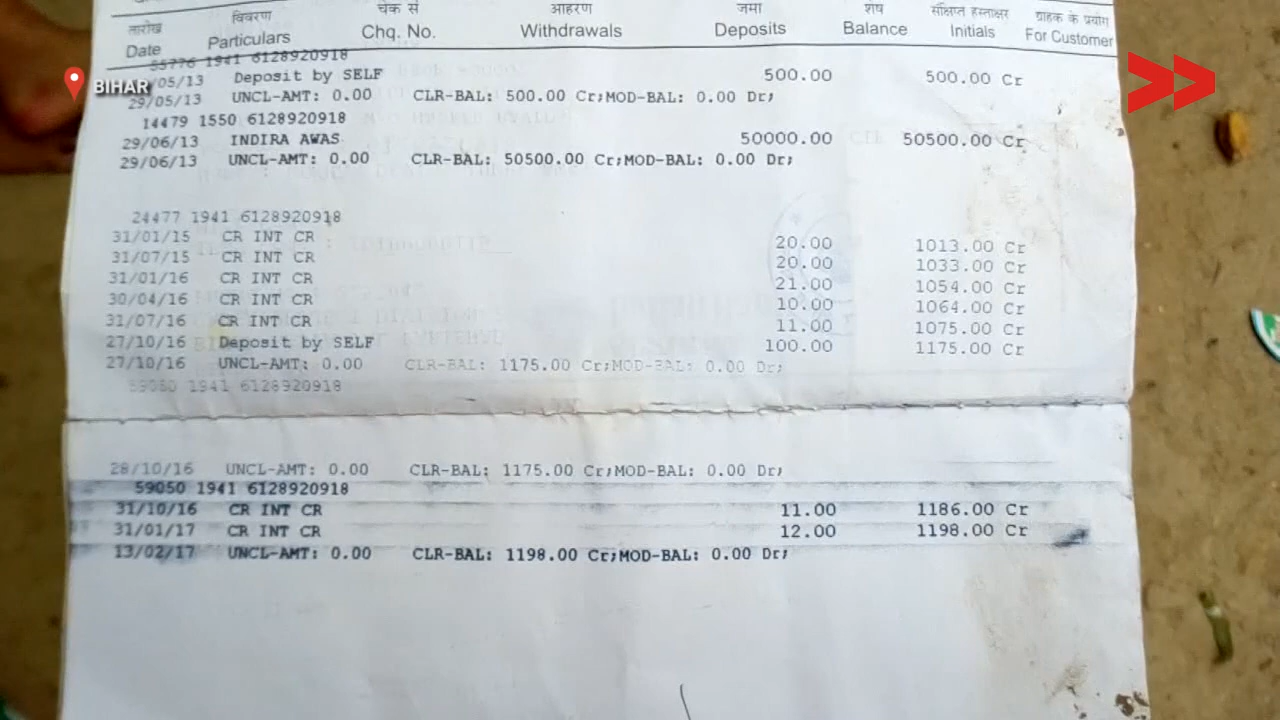 तारीख विवरण चेक सं आहरण जमा शेष संक्षिप्त हस्ताक्षर ग्राहक के प्रयोग
Date Particulars Chq. No. Withdrawals Deposits Balance Initials For Customer
55776 1941 6128920918
/05/13 Deposit by SELF 500.00 500.00 Cr
29/05/13 UNCL-AMT: 0.00 CLR-BAL: 500.00 Cr;MOD-BAL: 0.00 Dr;
BIHAR
14479 1550 6128920918
29/06/13 INDIRA AWAS 50000.00 50500.00 Cr
29/06/13 UNCL-AMT: 0.00 CLR-BAL: 50500.00 Cr;MOD-BAL: 0.00 Dr;
24477 1941 6128920918
31/01/15 CR INT CR 20.00 1013.00 Cr
31/07/15 CR INT CR 20.00 1033.00 Cr
31/01/16 CR INT CR 21.00 1054.00 Cr
30/04/16 CR INT CR 10.00 1064.00 Cr
31/07/16 CR INT CR 11.00 1075.00 Cr
27/10/16 Deposit by SELF 100.00 1175.00 Cr
27/10/16 UNCL-AMT: 0.00 CLR-BAL: 1175.00 Cr;MOD-BAL: 0.00 Dr;
59050 1941 6128920918
28/10/16 UNCL-AMT: 0.00 CLR-BAL: 1175.00 Cr;MOD-BAL: 0.00 Dr;
59050 1941 6128920918
31/10/16 CR INT CR 11.00 1186.00 Cr
31/01/17 CR INT CR 12.00 1198.00 Cr
13/02/17 UNCL-AMT: 0.00 CLR-BAL: 1198.00 Cr;MOD-BAL: 0.00 Dr;